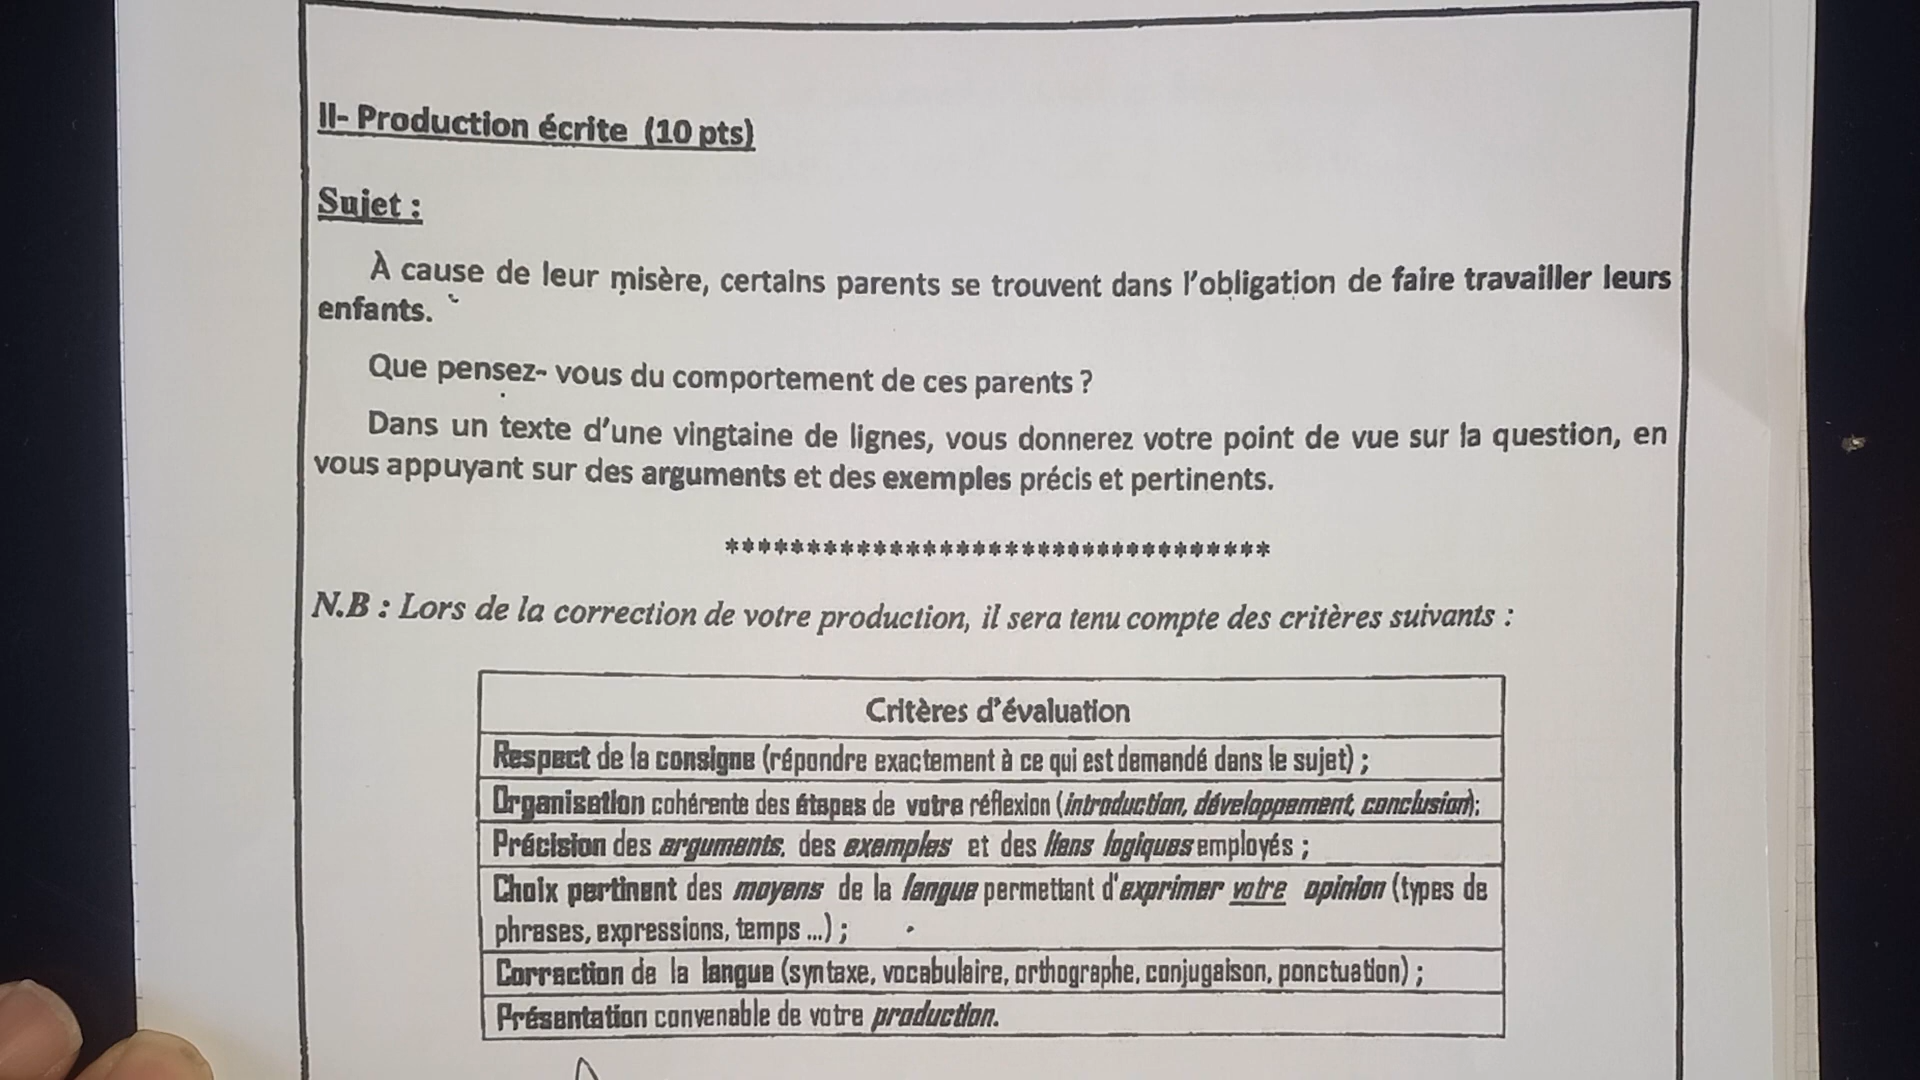 II- Production écrite (10 pts)
Sujet :
À cause de leur misère, certains parents se trouvent dans l'obligation de faire travailler leurs
enfants.
Que pensez- vous du comportement de ces parents ?
Dans un texte d'une vingtaine de lignes, vous donnerez votre point de vue sur la question, en
vous appuyant sur des arguments et des exemples précis et pertinents.
*********************************
N.B : Lors de la correction de votre production, il sera tenu compte des critères suivants :
Critères d'évaluation
Respect de la consigne (répondre exactement à ce qui est demandé dans le sujet) ;
Organisation cohérente des étapes de votre réflexion (introduction, développement, conclusion);
Précision des arguments, des exemples et des liens logiques employés ;
Choix pertinent des moyens de la langue permettant d'exprimer votre opinion (types de
phrases, expressions, temps ...) ;
Correction de la langue (syntaxe, vocabulaire, orthographe, conjugaison, ponctuation) ;
Présentation convenable de votre production.